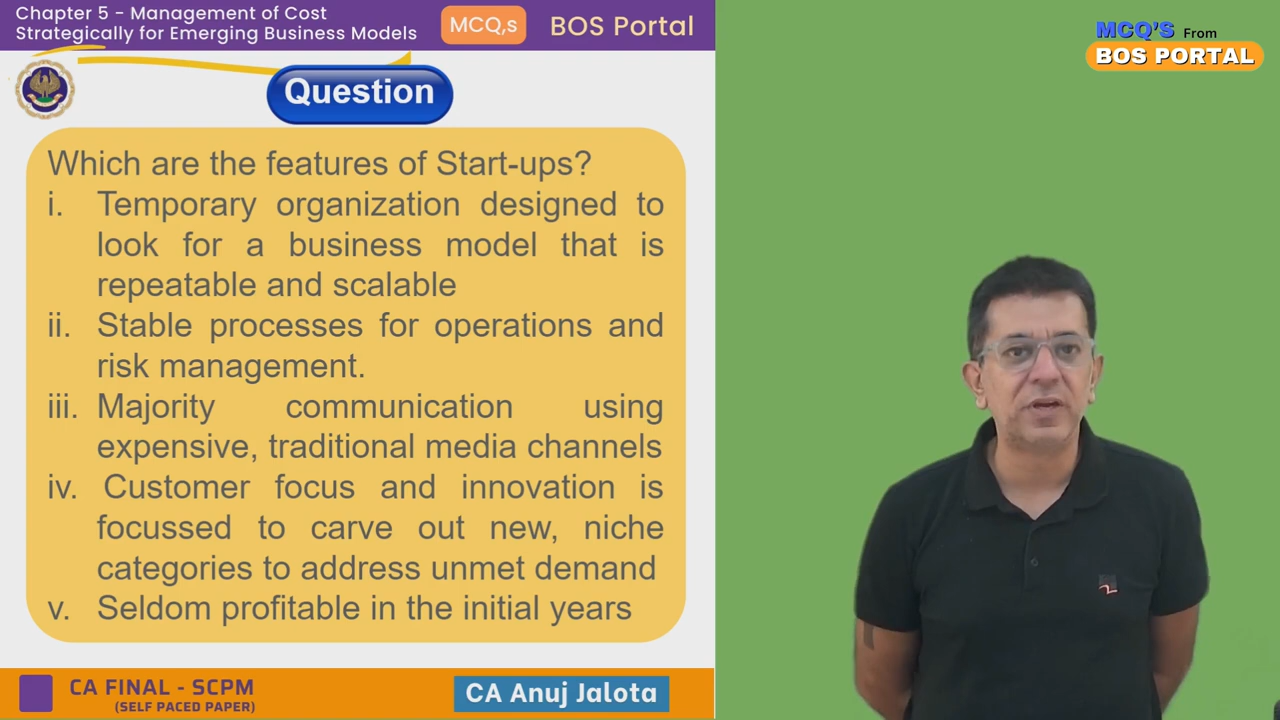 Chapter 5 - Management of Cost
Strategically for Emerging Business Models
MCQ,s
BOS Portal
MCQ'S From
BOS PORTAL
Question
Which are the features of Start-ups?
i. Temporary organization designed to
look for a business model that is
repeatable and scalable
ii. Stable processes for operations and
risk management.
iii. Majority communication using
expensive, traditional media channels
iv. Customer focus and innovation is
focussed to carve out new, niche
categories to address unmet demand
v. Seldom profitable in the initial years
CA FINAL - SCPM
(SELF PACED PAPER)
CA Anuj Jalota